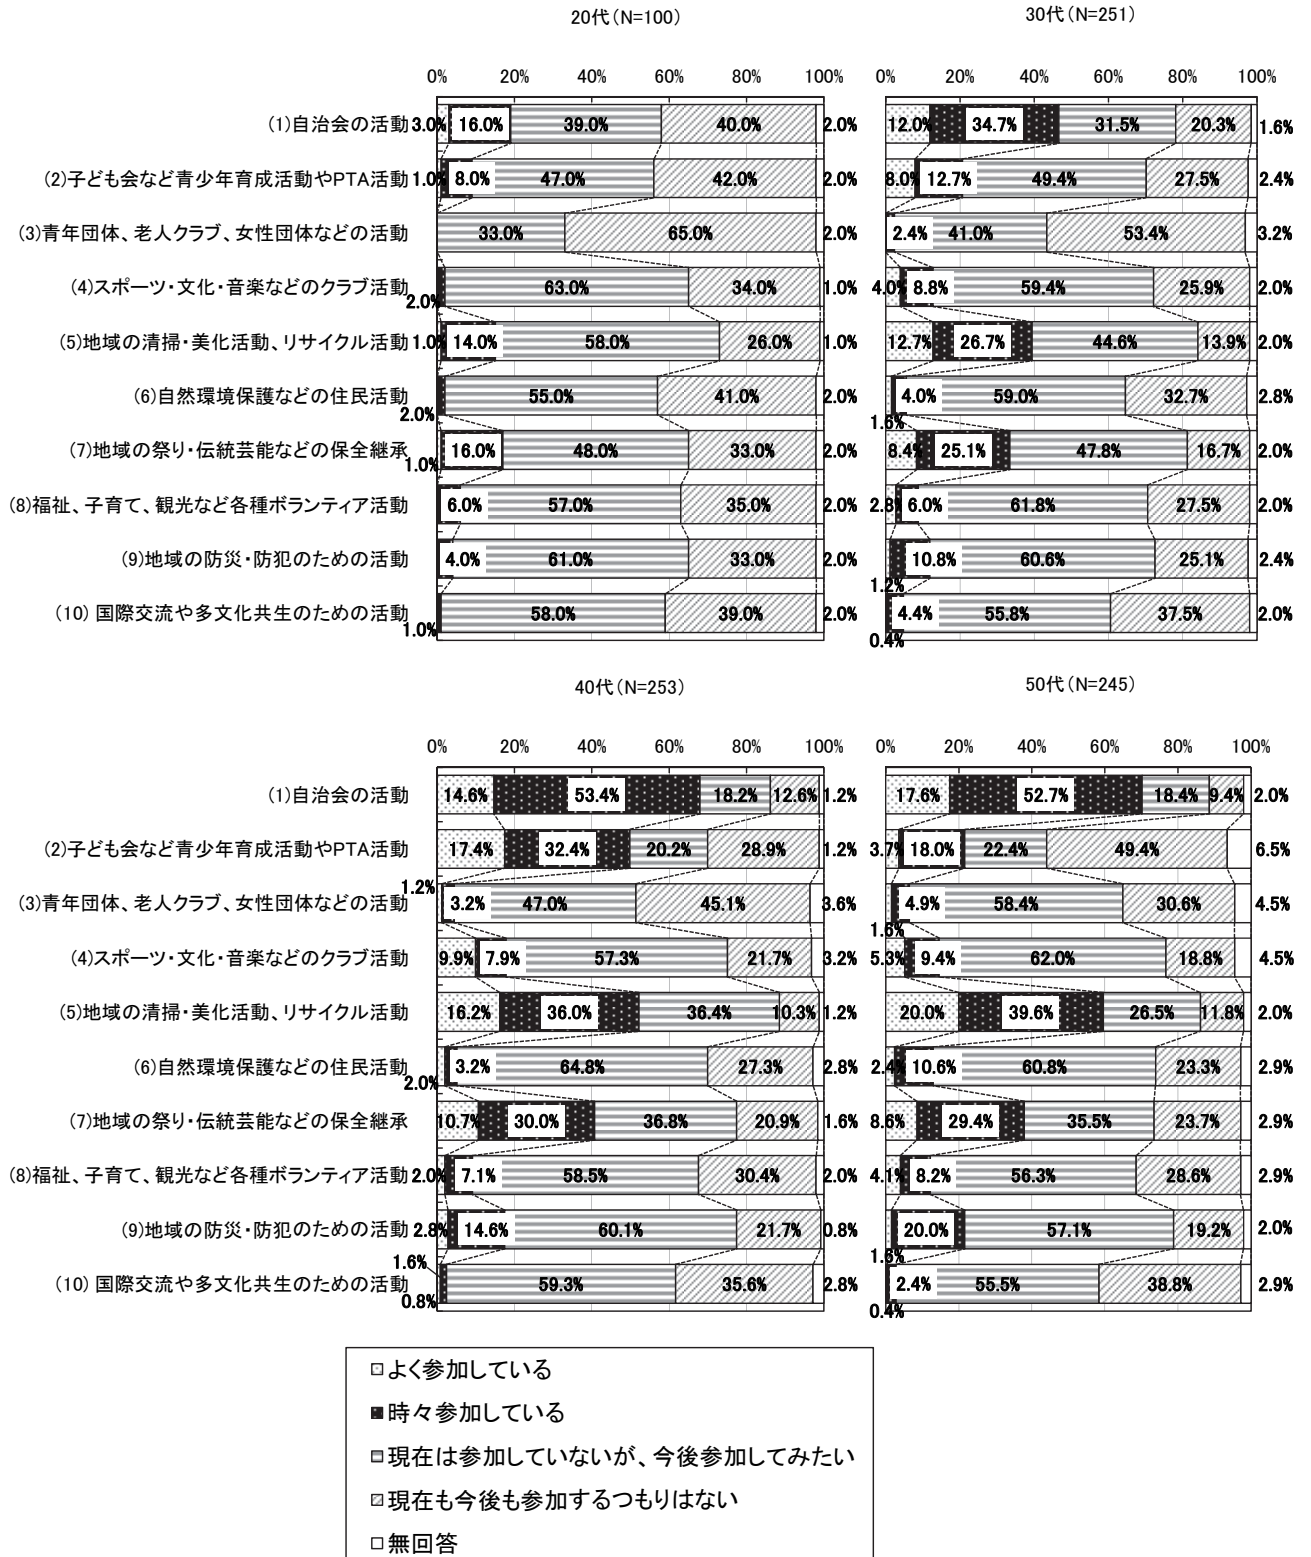 20代(N=100)
30代(N=251)
0% 20% 40% 60% 80% 100%
0% 20% 40% 60% 80% 100%
(1)自治会の活動 3.0% 16.0% 39.0% 40.0% 2.0% 12.0% 34.7% 31.5% 20.3% 1.6%
(2)子ども会など青少年育成活動やPTA活動 1.0% 8.0% 47.0% 42.0% 2.0% 8.0% 12.7% 49.4% 27.5% 2.4%
(3)青年団体、老人クラブ、女性団体などの活動 33.0% 65.0% 2.0% 2.4% 41.0% 53.4% 3.2%
(4)スポーツ・文化・音楽などのクラブ活動 2.0% 63.0% 34.0% 1.0% 4.0% 8.8% 59.4% 25.9% 2.0%
(5)地域の清掃・美化活動、リサイクル活動 1.0% 14.0% 58.0% 26.0% 1.0% 12.7% 26.7% 44.6% 13.9% 2.0%
(6)自然環境保護などの住民活動 2.0% 55.0% 41.0% 2.0% 1.6% 4.0% 59.0% 32.7% 2.8%
(7)地域の祭り・伝統芸能などの保全継承 1.0% 16.0% 48.0% 33.0% 2.0% 8.4% 25.1% 47.8% 16.7% 2.0%
(8)福祉、子育て、観光など各種ボランティア活動 6.0% 57.0% 35.0% 2.0% 2.8% 6.0% 61.8% 27.5% 2.0%
(9)地域の防災・防犯のための活動 4.0% 61.0% 33.0% 2.0% 1.2% 10.8% 60.6% 25.1% 2.4%
(10) 国際交流や多文化共生のための活動 1.0% 58.0% 39.0% 2.0% 0.4% 4.4% 55.8% 37.5% 2.0%
40代(N=253)
50代(N=245)
0% 20% 40% 60% 80% 100%
0% 20% 40% 60% 80% 100%
(1)自治会の活動 14.6% 53.4% 18.2% 12.6% 1.2% 17.6% 52.7% 18.4% 9.4% 2.0%
(2)子ども会など青少年育成活動やPTA活動 17.4% 32.4% 20.2% 28.9% 1.2% 3.7% 18.0% 22.4% 49.4% 6.5%
(3)青年団体、老人クラブ、女性団体などの活動 1.2% 3.2% 47.0% 45.1% 3.6% 1.6% 4.9% 58.4% 30.6% 4.5%
(4)スポーツ・文化・音楽などのクラブ活動 9.9% 7.9% 57.3% 21.7% 3.2% 5.3% 9.4% 62.0% 18.8% 4.5%
(5)地域の清掃・美化活動、リサイクル活動 16.2% 36.0% 36.4% 10.3% 1.2% 20.0% 39.6% 26.5% 11.8% 2.0%
(6)自然環境保護などの住民活動 2.0% 3.2% 64.8% 27.3% 2.8% 2.4% 10.6% 60.8% 23.3% 2.9%
(7)地域の祭り・伝統芸能などの保全継承 10.7% 30.0% 36.8% 20.9% 1.6% 8.6% 29.4% 35.5% 23.7% 2.9%
(8)福祉、子育て、観光など各種ボランティア活動 2.0% 7.1% 58.5% 30.4% 2.0% 4.1% 8.2% 56.3% 28.6% 2.9%
(9)地域の防災・防犯のための活動 2.8% 14.6% 60.1% 21.7% 0.8% 1.6% 20.0% 57.1% 19.2% 2.0%
(10) 国際交流や多文化共生のための活動 1.6% 0.8% 59.3% 35.6% 2.8% 0.4% 2.4% 55.5% 38.8% 2.9%
よく参加している
時々参加している
現在は参加していないが、今後参加してみたい
現在も今後も参加するつもりはない
無回答